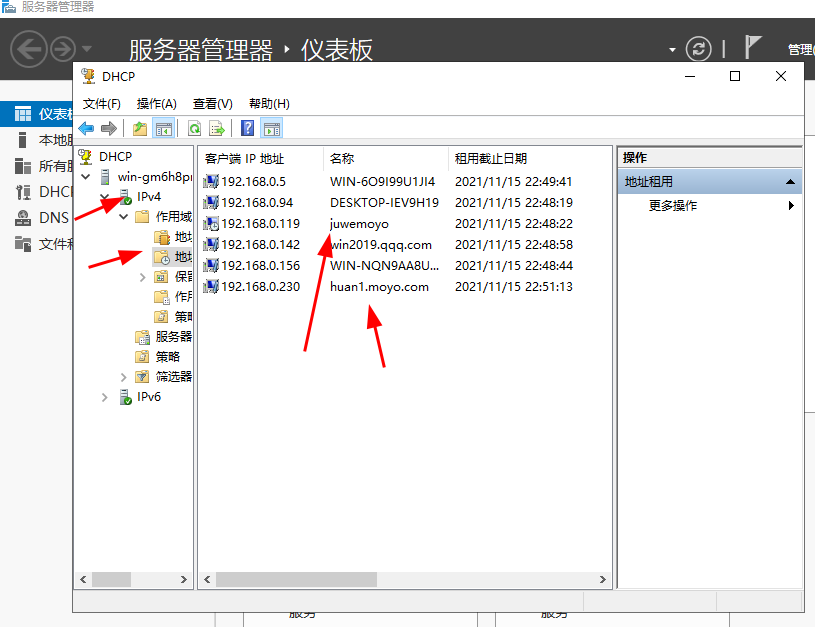 服务器管理器
服务器管理器 ‣ 仪表板
管理(
DHCP
文件(F) 操作(A) 查看(V) 帮助(H)
仪表板
本地服
所有服
DHCP
DNS
文件和
DHCP
win-gm6h8pr
IPv4
作用域
地址
地址
保留
作用
策略
服务器
策略
筛选器
IPv6
客户端 IP 地址 名称 租用截止日期
192.168.0.5 WIN-6O9I99U1JI4 2021/11/15 22:49:41
192.168.0.94 DESKTOP-IEV9H19 2021/11/15 22:48:19
192.168.0.119 juwemoyo 2021/11/15 22:48:22
192.168.0.142 win2019.qqq.com 2021/11/15 22:48:58
192.168.0.156 WIN-NQN9AA8U... 2021/11/15 22:48:44
192.168.0.230 huan1.moyo.com 2021/11/15 22:51:13
操作
地址租用
更多操作
服务 服务